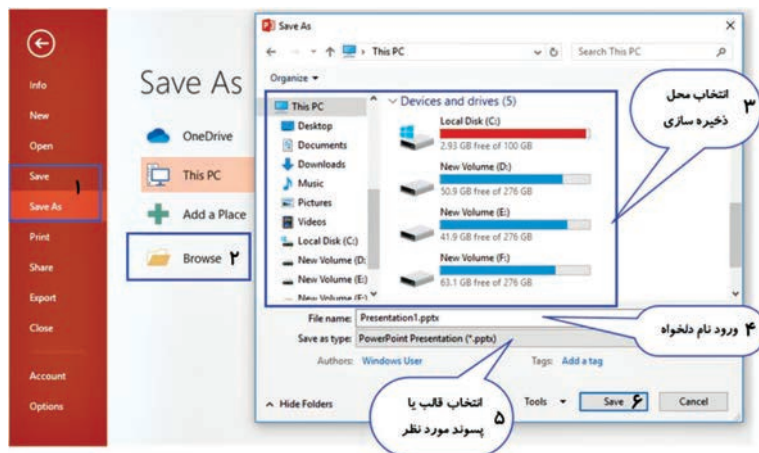 Info
New
Open
Save
۱
Save As
Print
Share
Export
Close
Account
Options
Save As
OneDrive
This PC
Add a Place
Browse ۲
Save As
This PC
Search This PC
Organize
This PC
Desktop
Documents
Downloads
Music
Pictures
Videos
Local Disk (C:)
New Volume (D:
New Volume (E:)
New Volume (F:)
Devices and drives (5)
Local Disk (C:)
2.93 GB free of 100 GB
New Volume (D:)
50.9 GB free of 276 GB
New Volume (E:)
41.9 GB free of 276 GB
New Volume (F:)
63.1 GB free of 276 GB
۳ انتخاب محل
ذخیره سازی
File name: Presentation1.pptx
۴ ورود نام دلخواه
Save as type: PowerPoint Presentation (*.pptx)
Authors: Windows User
Tags: Add a tag
۵ انتخاب قالب یا
پسوند مورد نظر
Hide Folders
Tools
Save ۶
Cancel